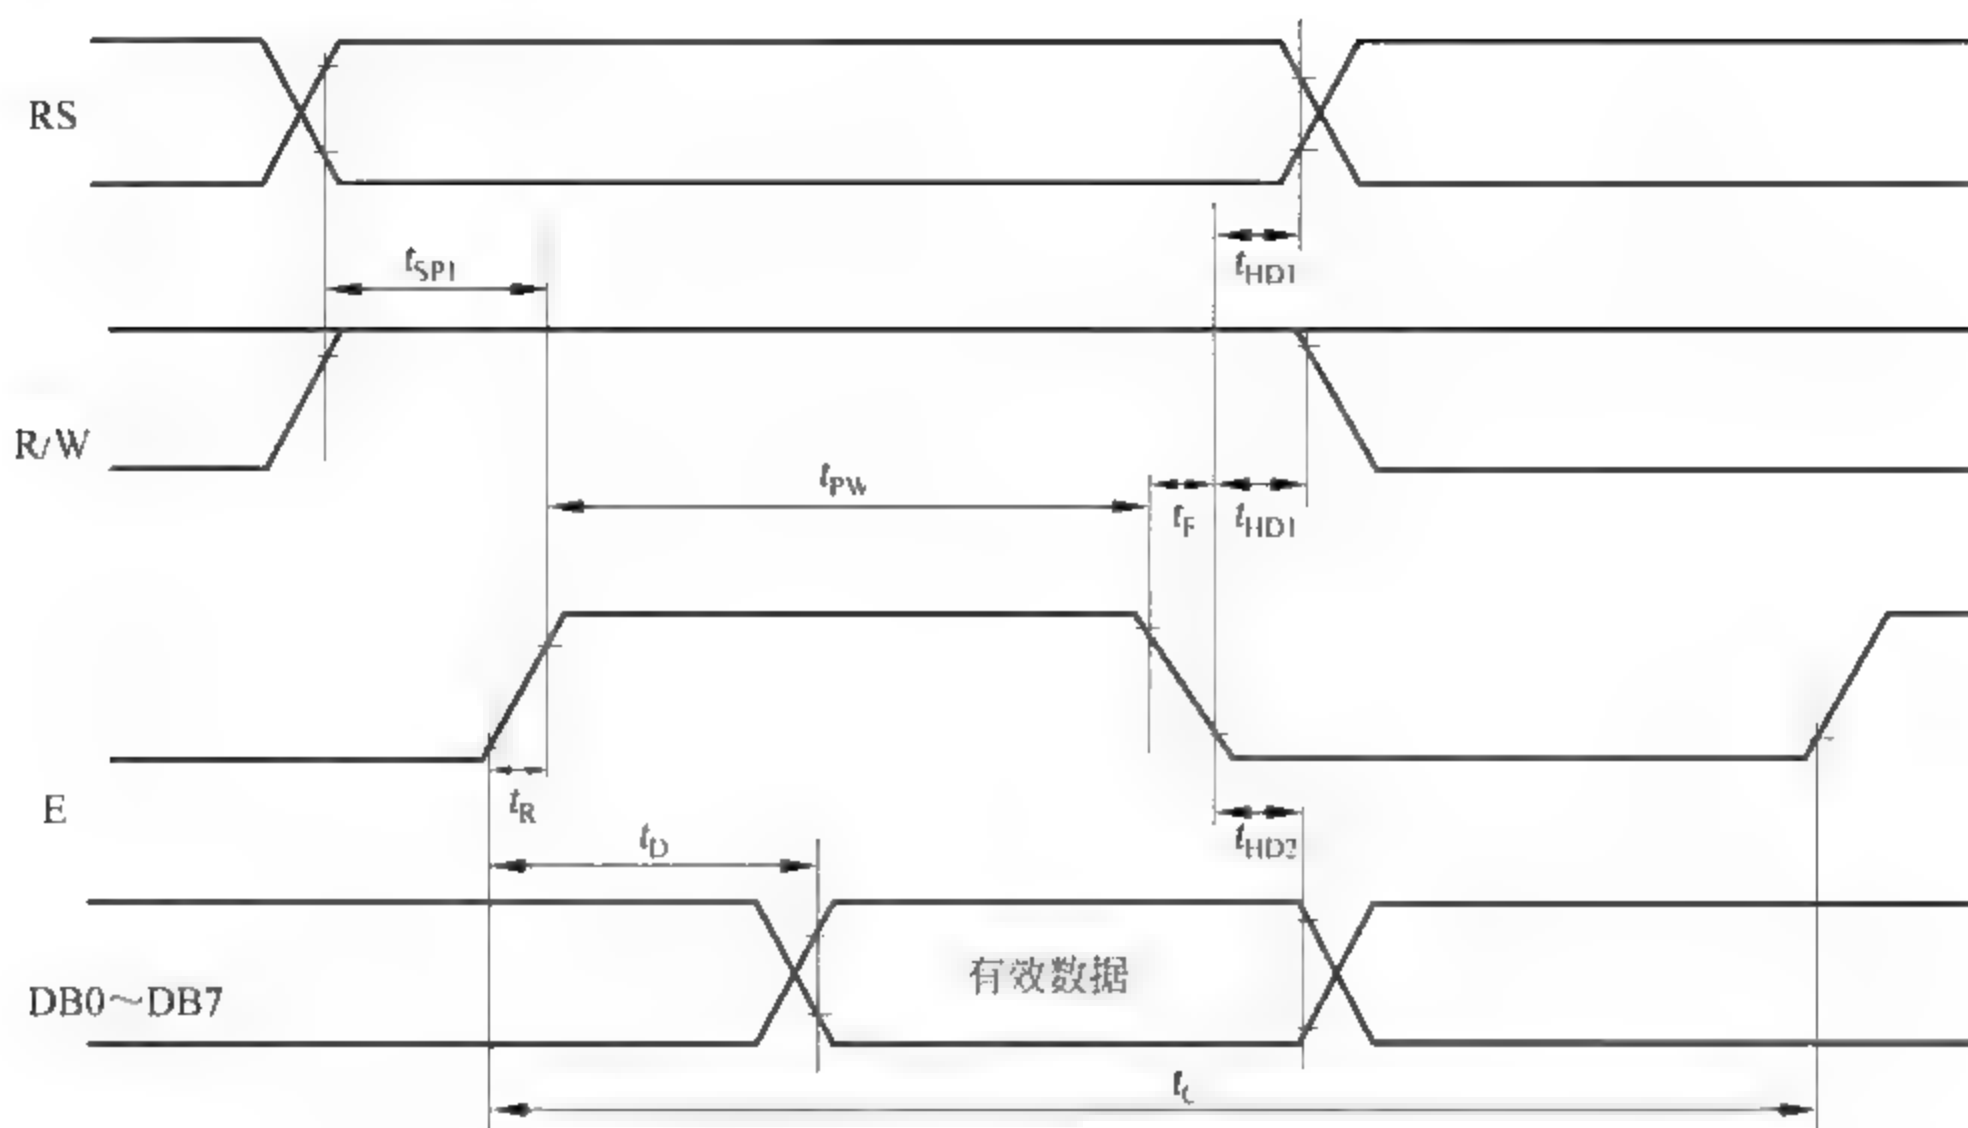 RS
tSP1
tHD1
R/W
tPW
tF
tHD1
E
tR
tD
tHD2
DB0～DB7
有效数据
tC